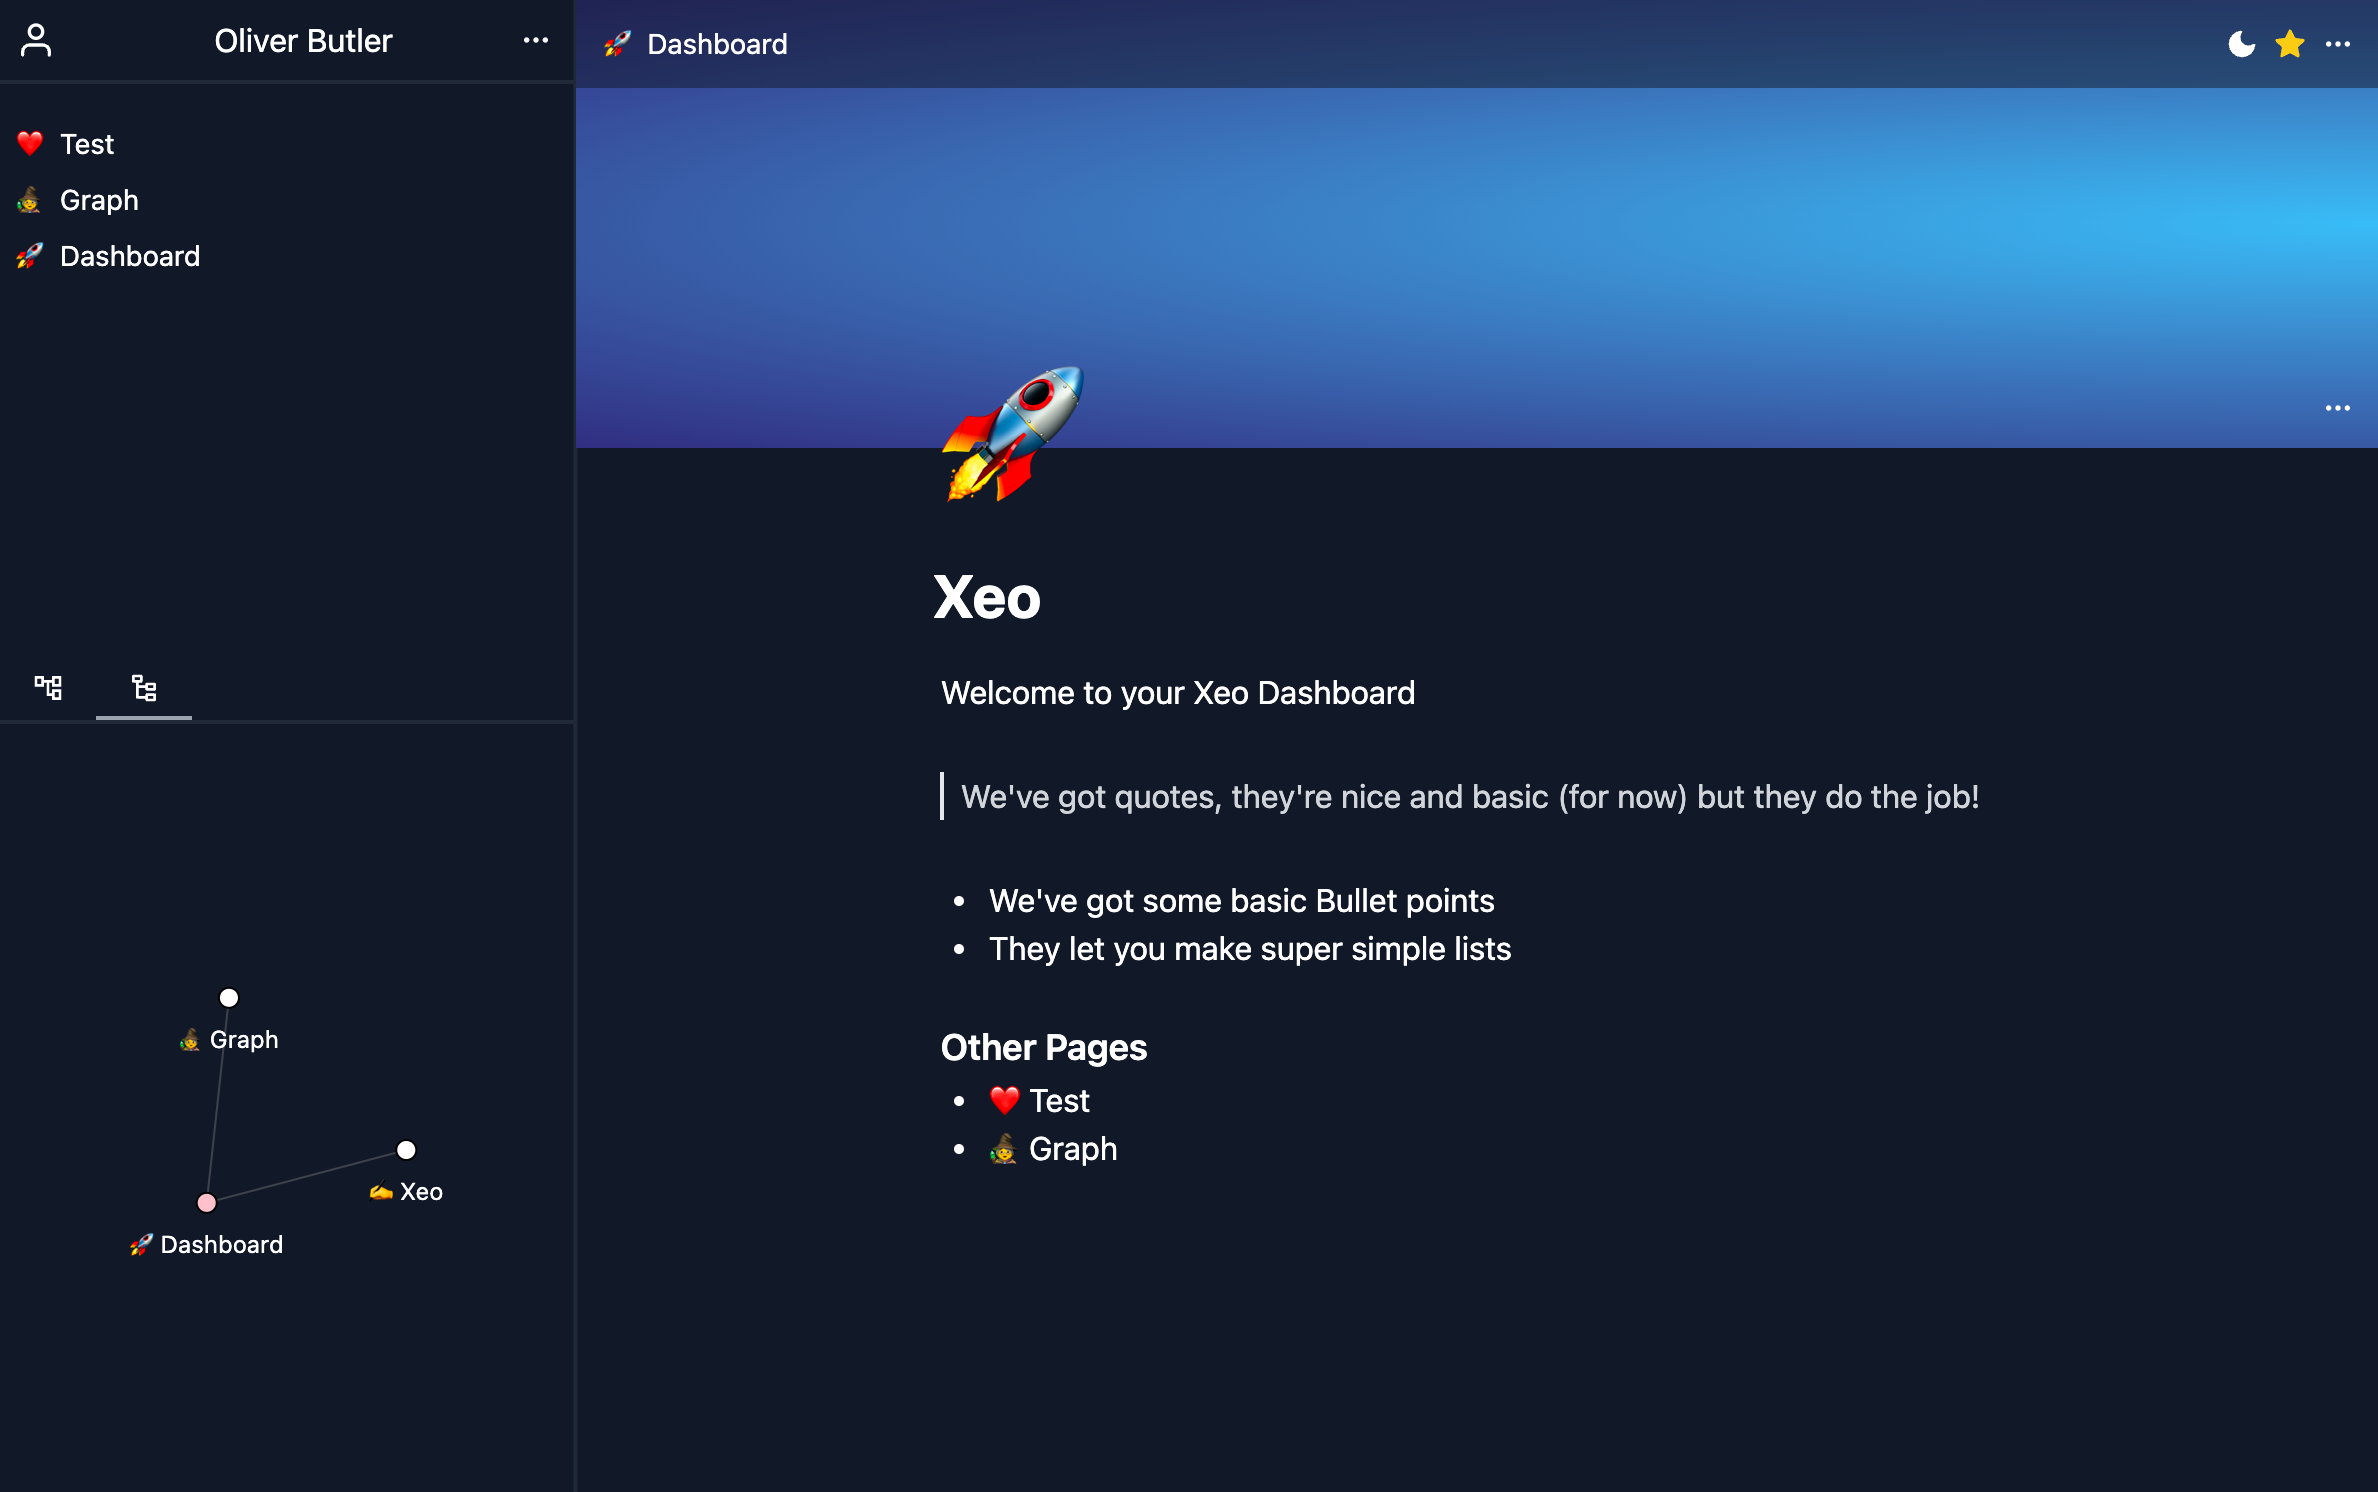 Oliver Butler
❤️ Test
🧙‍♀️ Graph
🚀 Dashboard
🧙‍♀️ Graph
✍️ Xeo
🚀 Dashboard
🚀 Dashboard
Xeo
Welcome to your Xeo Dashboard
We've got quotes, they're nice and basic (for now) but they do the job!
• We've got some basic Bullet points
• They let you make super simple lists
Other Pages
• ❤️ Test
• 🧙‍♀️ Graph